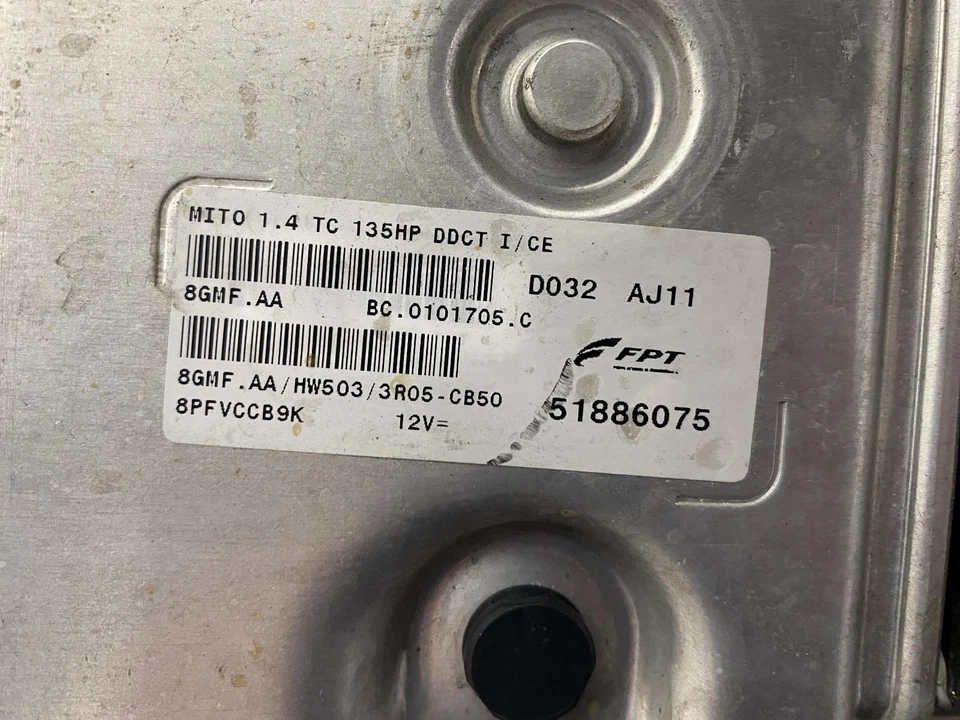 MITO 1.4 TC 135HP DDCT I/CE
D032 AJ11
8GMF.AA BC.0101705.C
FPT
8GMF.AA/HW503/3R05-CB50
8PFVCCB9K 12V= 51886075